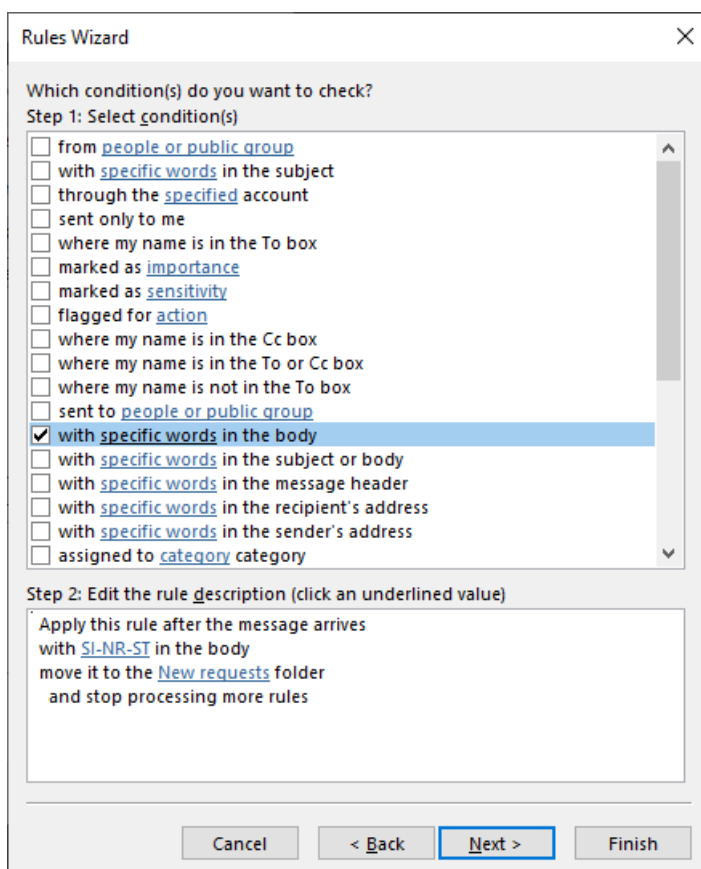 Rules Wizard
Which condition(s) do you want to check?
Step 1: Select condition(s)
from people or public group
with specific words in the subject
through the specified account
sent only to me
where my name is in the To box
marked as importance
marked as sensitivity
flagged for action
where my name is in the Cc box
where my name is in the To or Cc box
where my name is not in the To box
sent to people or public group
with specific words in the body
with specific words in the subject or body
with specific words in the message header
with specific words in the recipient's address
with specific words in the sender's address
assigned to category category
Step 2: Edit the rule description (click an underlined value)
Apply this rule after the message arrives
with SI-NR-ST in the body
move it to the New requests folder
and stop processing more rules
Cancel < Back Next > Finish